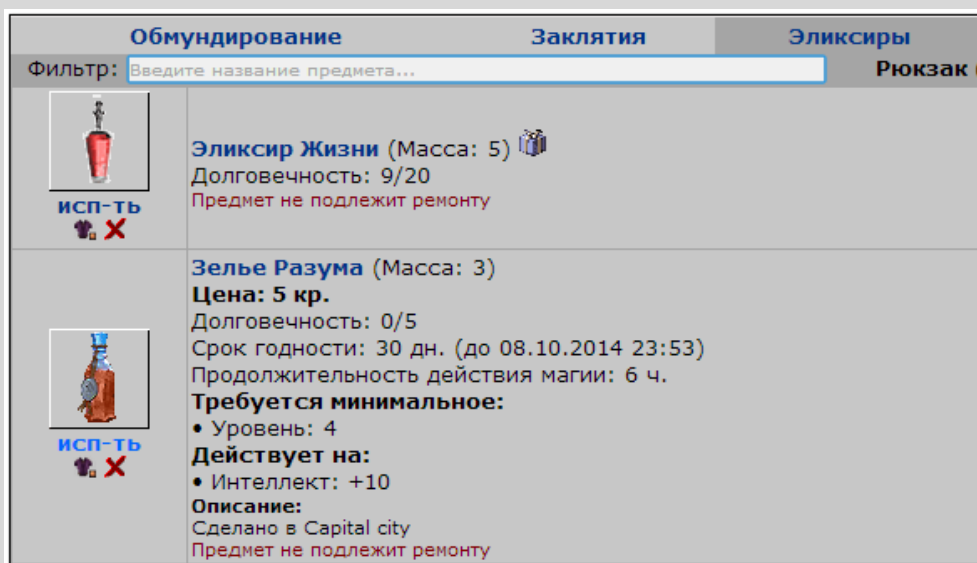 Обмундирование Заклятия Эликсиры
Фильтр: Введите название предмета... Рюкзак
Эликсир Жизни (Масса: 5)
Долговечность: 9/20
Предмет не подлежит ремонту
исп-ть
Зелье Разума (Масса: 3)
Цена: 5 кр.
Долговечность: 0/5
Срок годности: 30 дн. (до 08.10.2014 23:53)
Продолжительность действия магии: 6 ч.
Требуется минимальное:
• Уровень: 4
Действует на:
• Интеллект: +10
Описание:
Сделано в Capital city
Предмет не подлежит ремонту
исп-ть